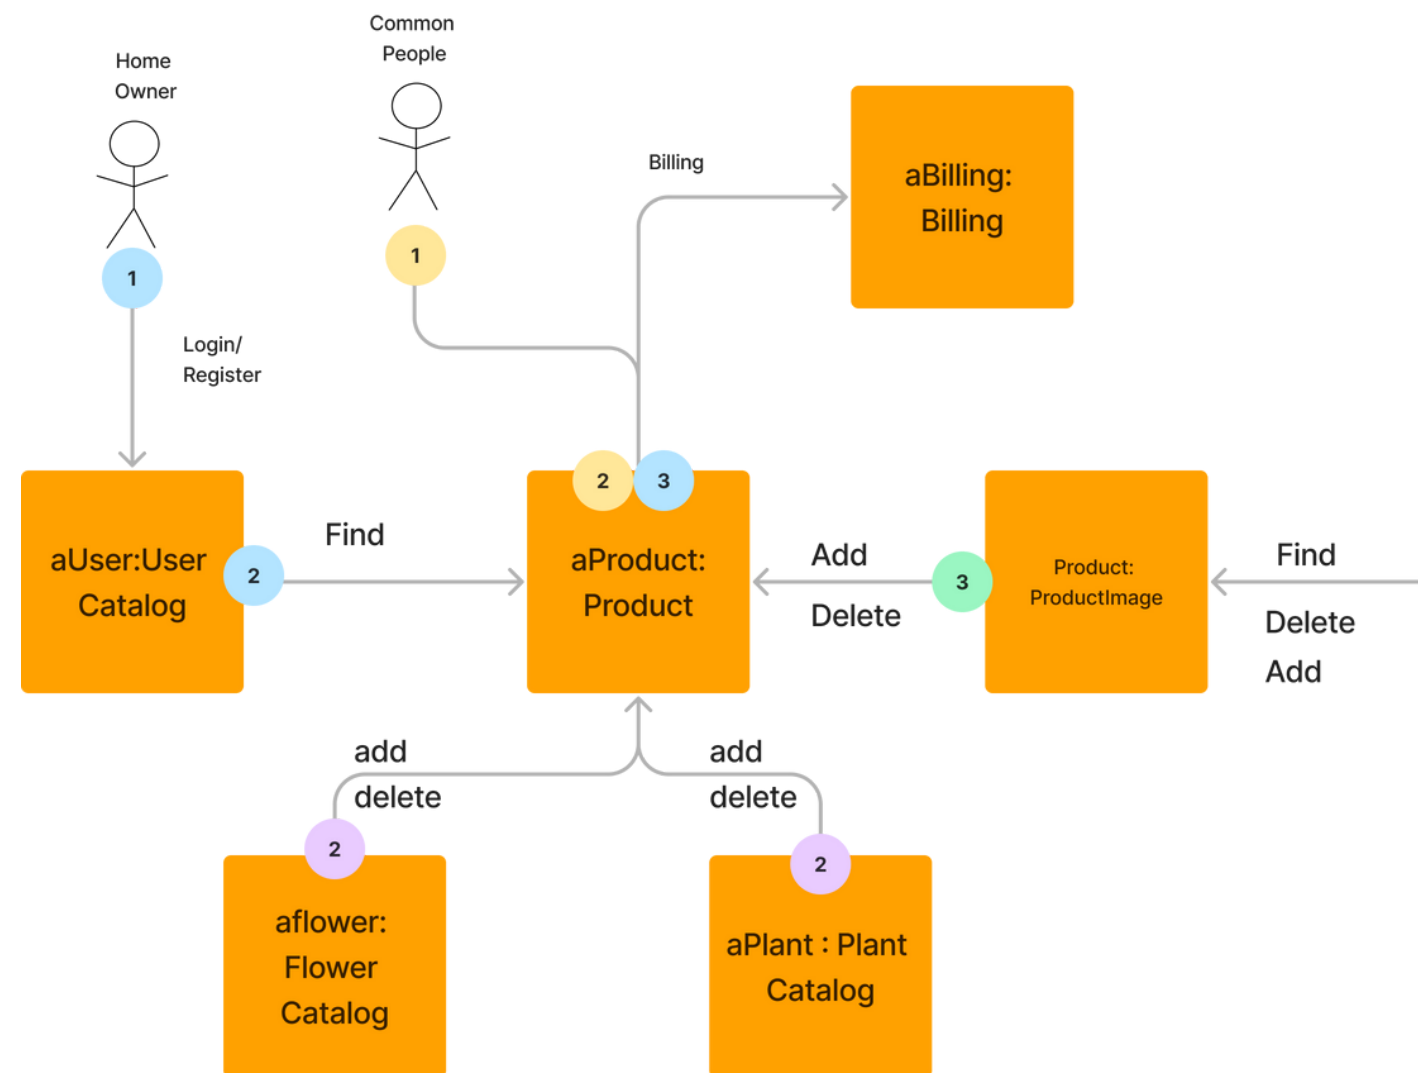 Common
People
Home
Owner
Billing
aBilling:
Billing
1
1
Login/
Register
2
3
aUser:User
Catalog
2
Find
aProduct:
Product
Add
Delete
3
Product:
ProductImage
Find
Delete
Add
add
delete
add
delete
2
2
aflower:
Flower
Catalog
aPlant : Plant
Catalog